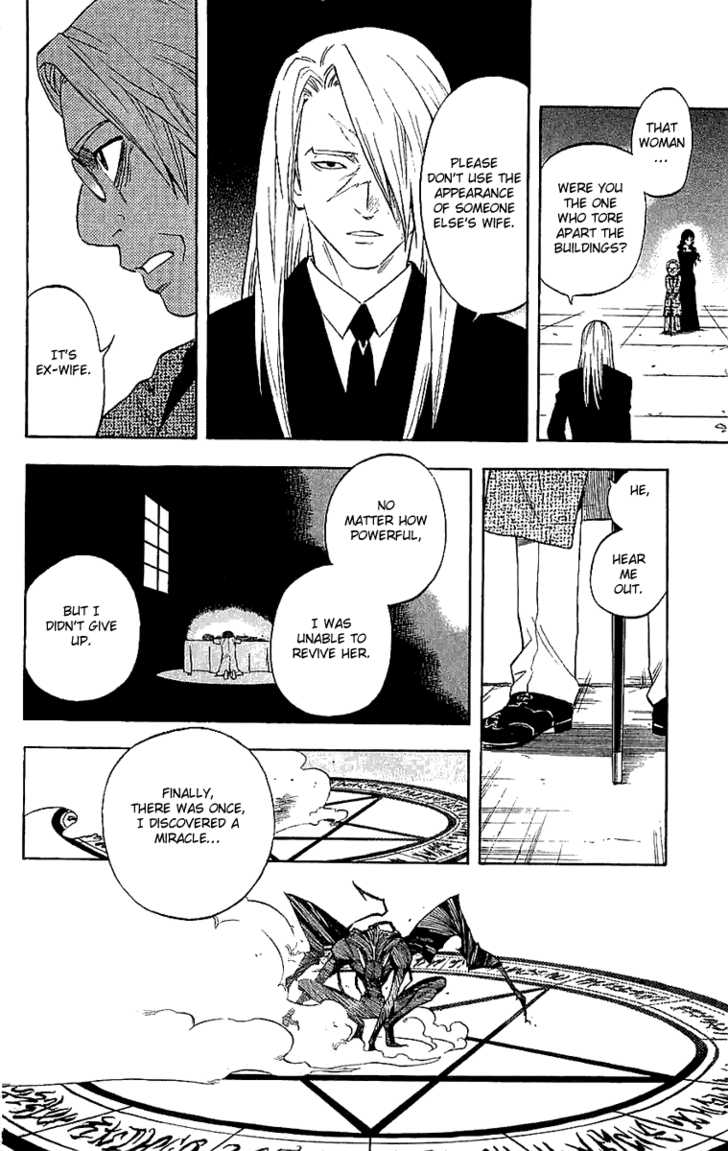 THAT
WOMAN
...
WERE YOU
THE ONE
WHO TORE
APART THE
BUILDINGS?
PLEASE
DON'T USE THE
APPEARANCE
OF SOMEONE
ELSE'S WIFE.
IT'S
EX-WIFE.
HE,
HEAR
ME
OUT.
NO
MATTER HOW
POWERFUL,
I WAS
UNABLE TO
REVIVE HER.
BUT I
DIDN'T GIVE
UP.
FINALLY,
THERE WAS ONCE,
I DISCOVERED A
MIRACLE...